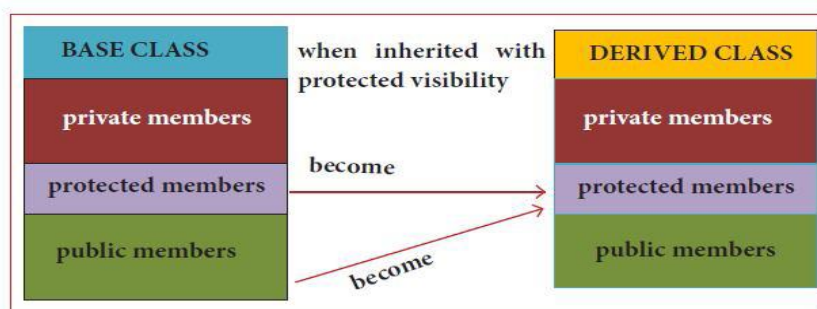 BASE CLASS
when inherited with
protected visibility
DERIVED CLASS
private members
private members
become
protected members
protected members
public members
become
public members